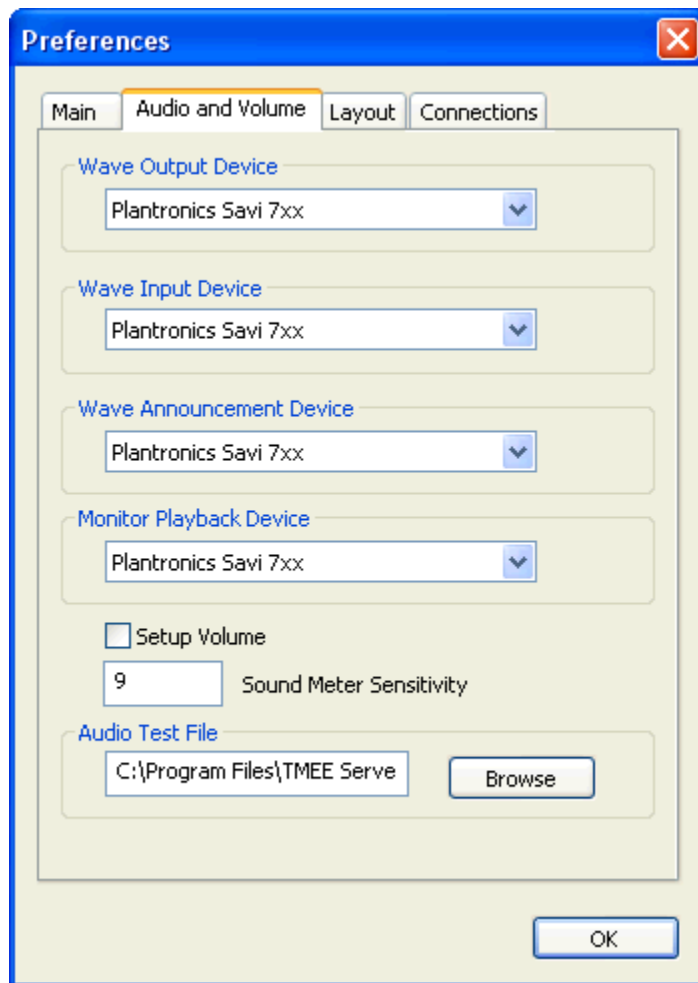 Preferences
Main Audio and Volume Layout Connections
Wave Output Device
Plantronics Savi 7xx
Wave Input Device
Plantronics Savi 7xx
Wave Announcement Device
Plantronics Savi 7xx
Monitor Playback Device
Plantronics Savi 7xx
Setup Volume
9 Sound Meter Sensitivity
Audio Test File
C:\Program Files\TMEE Serve Browse
OK